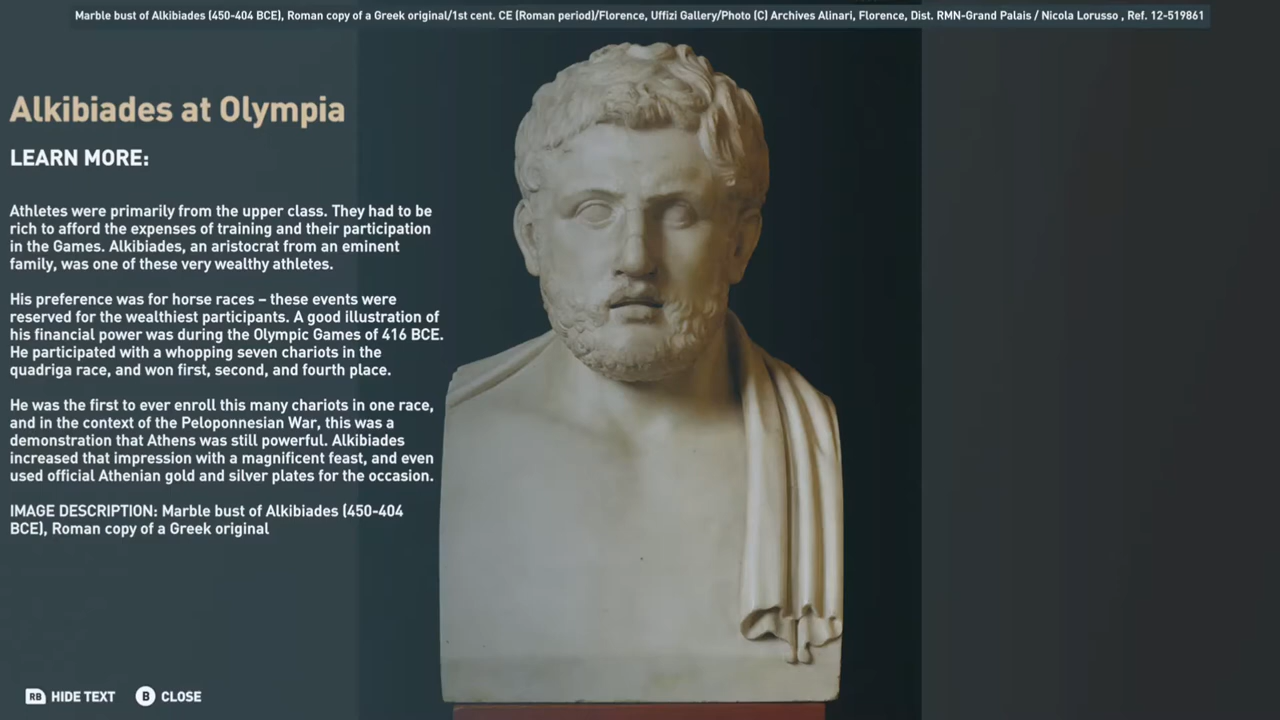 Marble bust of Alkibiades (450-404 BCE), Roman copy of a Greek original/1st cent. CE (Roman period)/Florence, Uffizi Gallery/Photo (C) Archives Alinari, Florence, Dist. RMN-Grand Palais / Nicola Lorusso , Ref. 12-519861
Alkibiades at Olympia
LEARN MORE:
Athletes were primarily from the upper class. They had to be
rich to afford the expenses of training and their participation
in the Games. Alkibiades, an aristocrat from an eminent
family, was one of these very wealthy athletes.
His preference was for horse races – these events were
reserved for the wealthiest participants. A good illustration of
his financial power was during the Olympic Games of 416 BCE.
He participated with a whopping seven chariots in the
quadriga race, and won first, second, and fourth place.
He was the first to ever enroll this many chariots in one race,
and in the context of the Peloponnesian War, this was a
demonstration that Athens was still powerful. Alkibiades
increased that impression with a magnificent feast, and even
used official Athenian gold and silver plates for the occasion.
IMAGE DESCRIPTION: Marble bust of Alkibiades (450-404
BCE), Roman copy of a Greek original
RB HIDE TEXT B CLOSE